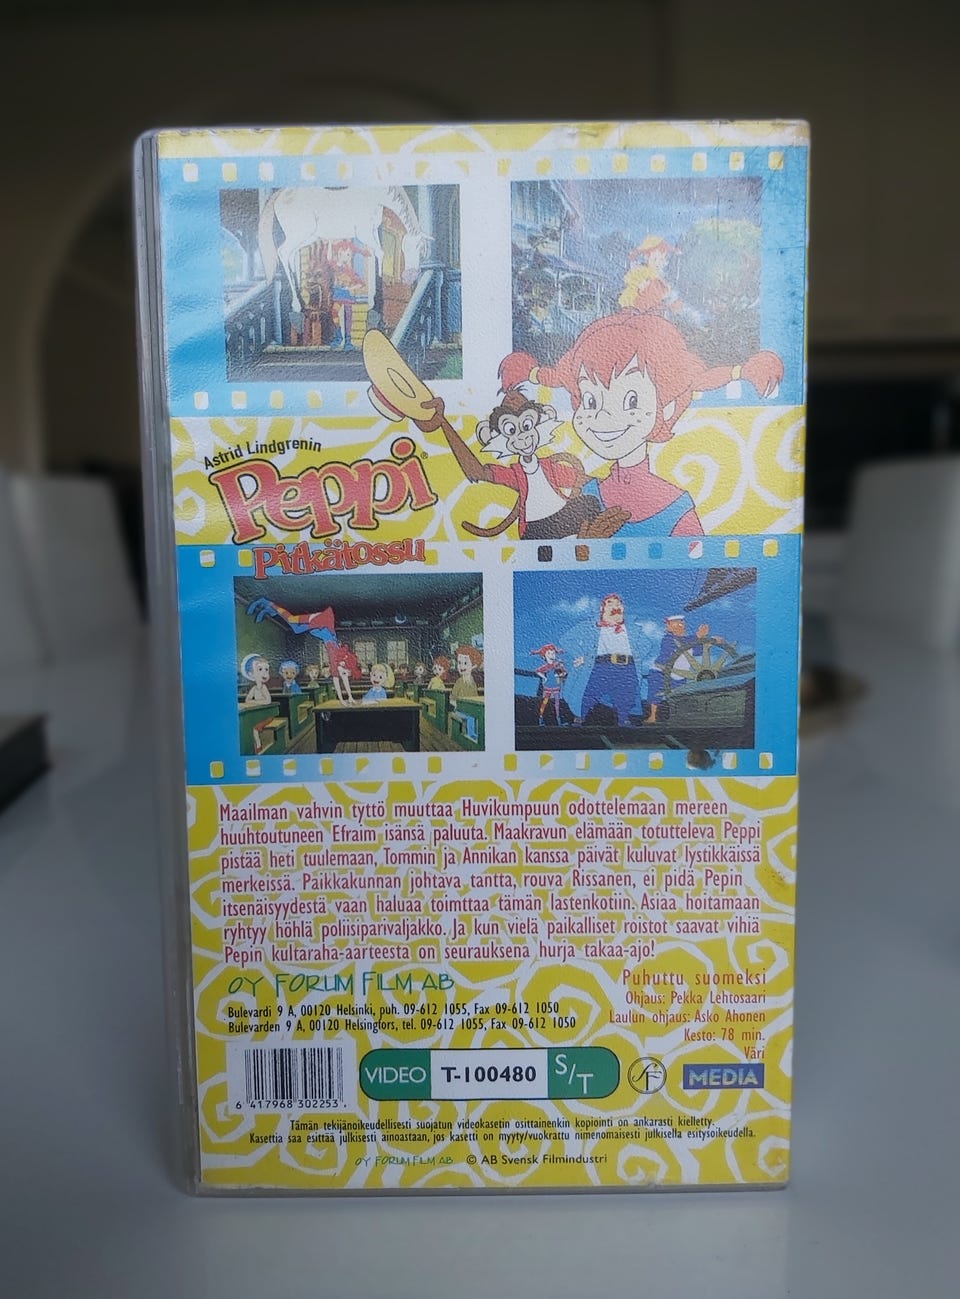 Astrid Lindgrenin
Peppi®
Pitkätossu
Maailman vahvin tyttö muuttaa Huvikumpuun odottelemaan mereen
huuhtoutuneen Efraim isänsä paluuta. Maakravun elämään totutteleva Peppi
pistää heti tuulemaan, Tommin ja Annikan kanssa päivät kuluvat lystikkäissä
merkeissä. Paikkakunnan johtava tantta, rouva Rissanen, ei pidä Pepin
itsenäisyydestä vaan haluaa toimttaa tämän lastenkotiin. Asiaa hoitamaan
ryhtyy höhlä poliisiparivaljakko. Ja kun vielä paikalliset roistot saavat vihiä
Pepin kultaraha-aarteesta on seurauksena hurja takaa-ajo!
OY FORUM FILM AB
Bulevardi 9 A, 00120 Helsinki, puh. 09-612 1055, Fax 09-612 1050
Bulevarden 9 A, 00120 Helsingfors, tel. 09-612 1055, Fax 09-612 1050
Puhuttu suomeksi
Ohjaus: Pekka Lehtosaari
Laulun ohjaus: Asko Ahonen
Kesto: 78 min.
Väri
6 417968 302253
VIDEO T-100480 S/T
SF
MEDIA
Tämän tekijänoikeudellisesti suojatun videokasetin osittainenkin kopiointi on ankarasti kielletty.
Kasettia saa esittää julkisesti ainoastaan, jos kasetti on myyty/vuokrattu nimenomaisesti julkisella esitysoikeudella.
OY FORUM FILM AB © AB Svensk Filmindustri